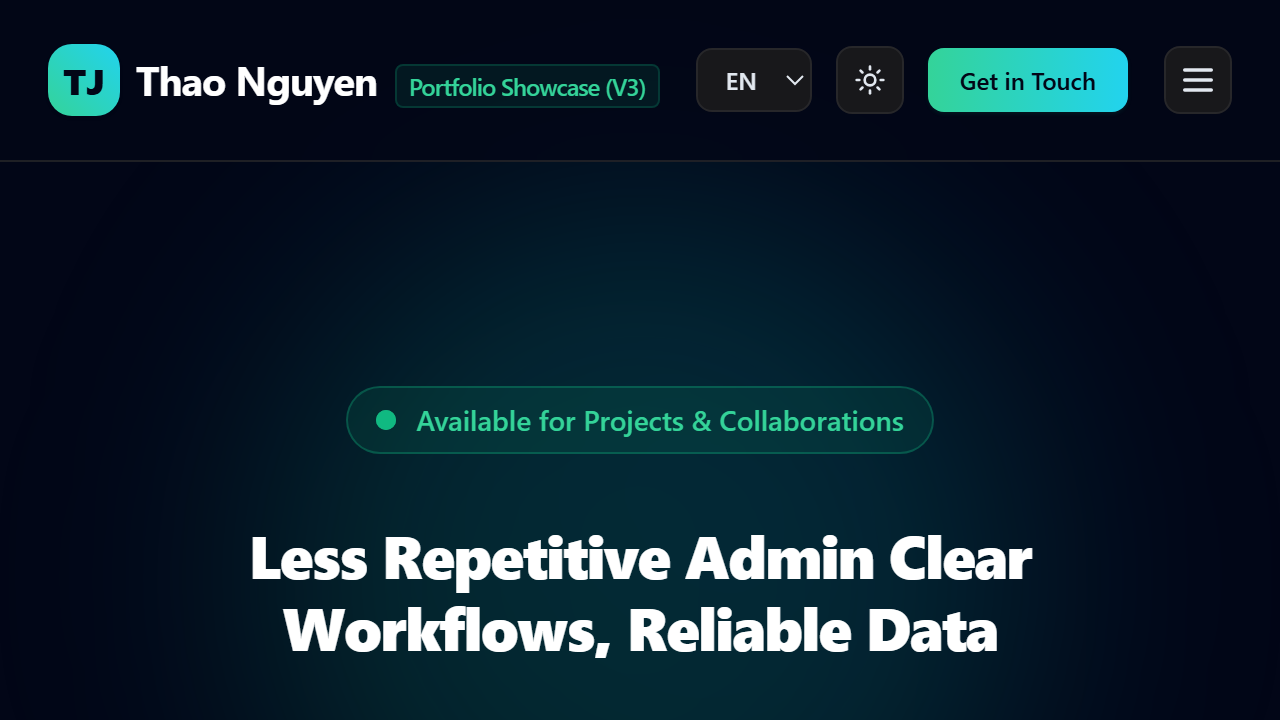 TJ
Thao Nguyen
Portfolio Showcase (V3)
EN
Get in Touch
Available for Projects & Collaborations
Less Repetitive Admin Clear
Workflows, Reliable Data